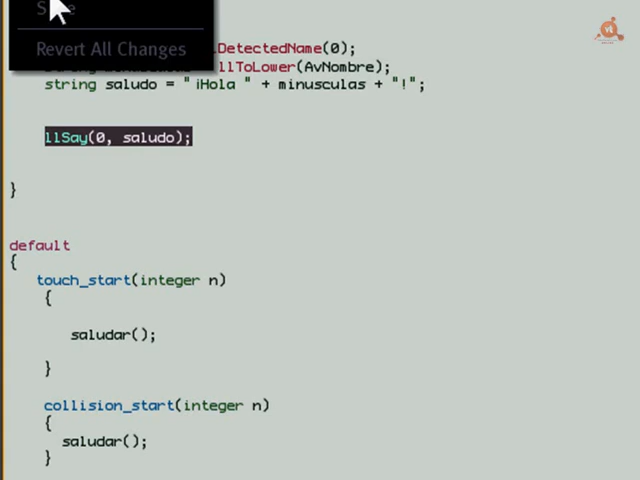 Revert All Changes
lDetectedName(0);
llToLower(AvNombre);
string saludo = " ¡Hola " + minusculas + "!";
llSay(0, saludo);
}
default
{
touch_start(integer n)
{
saludar();
}
collision_start(integer n)
{
saludar();
}